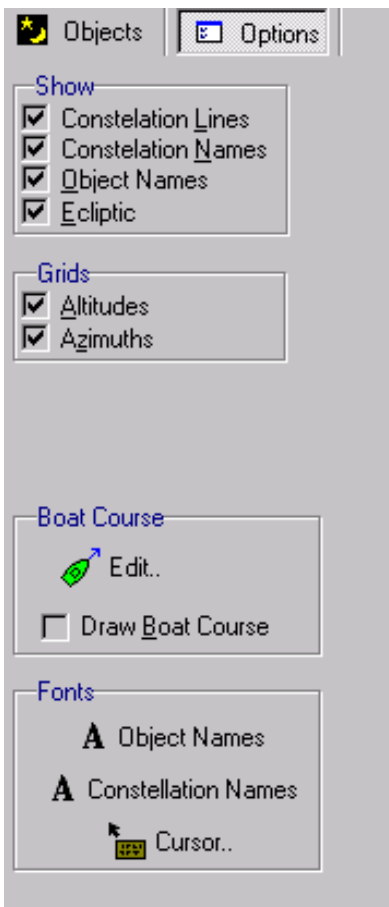 Objects Options
Show
Constelation Lines
Constelation Names
Object Names
Ecliptic
Grids
Altitudes
Azimuths
Boat Course
Edit..
Draw Boat Course
Fonts
A Object Names
A Constellation Names
Cursor..